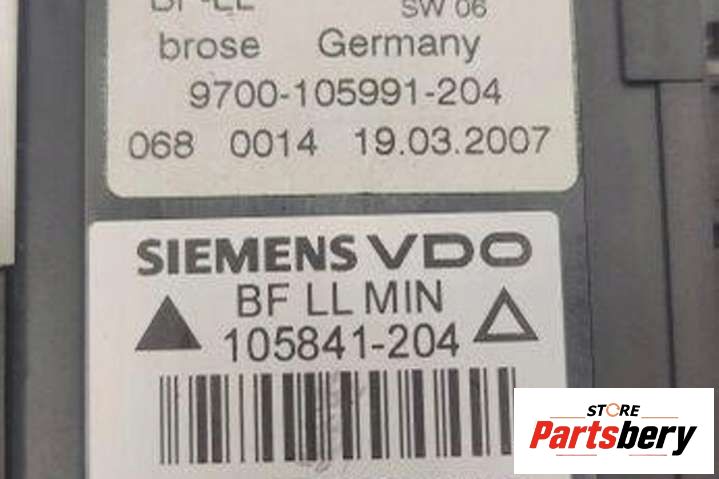 SW 06
brose Germany
9700-105991-204
068 0014 19.03.2007
SIEMENS VDO
BF LL MIN
105841-204
STORE
Partsbery